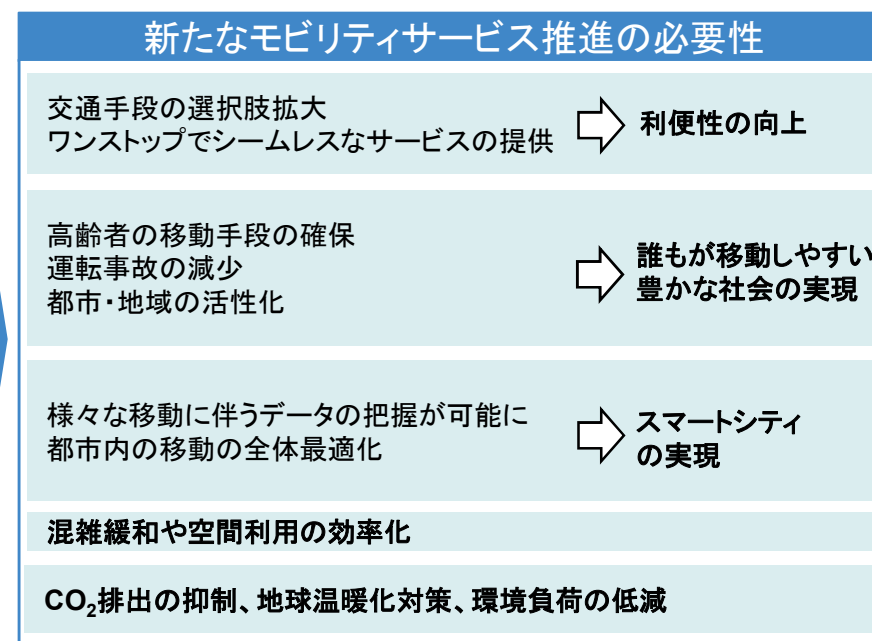 新たなモビリティサービス推進の必要性
交通手段の選択肢拡大
ワンストップでシームレスなサービスの提供
利便性の向上
高齢者の移動手段の確保
運転事故の減少
都市・地域の活性化
誰もが移動しやすい
豊かな社会の実現
様々な移動に伴うデータの把握が可能に
都市内の移動の全体最適化
スマートシティ
の実現
混雑緩和や空間利用の効率化
CO₂排出の抑制、地球温暖化対策、環境負荷の低減